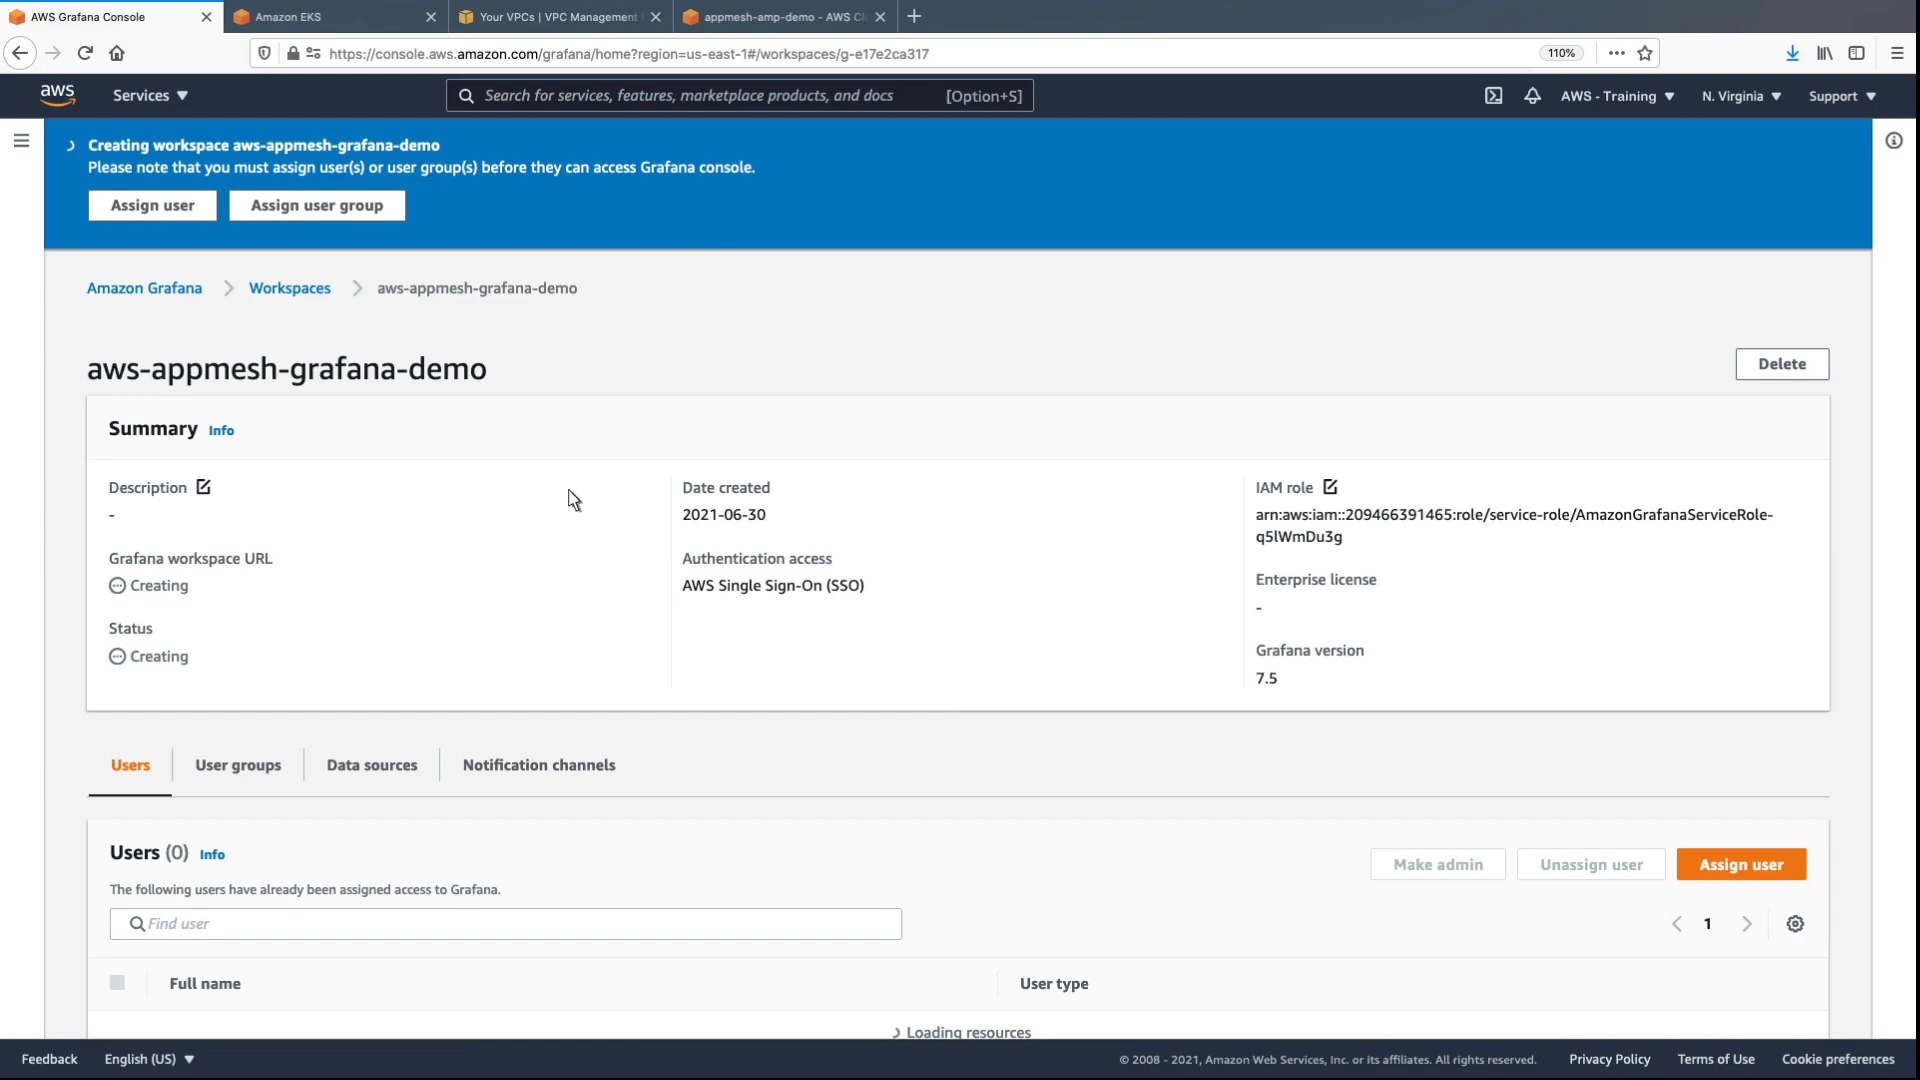 AWS Grafana Console
Amazon EKS
Your VPCs | VPC Management
appmesh-amp-demo - AWS Cl
https://console.aws.amazon.com/grafana/home?region=us-east-1#/workspaces/g-e17e2ca317
110%
aws
Services
Search for services, features, marketplace products, and docs
[Option+S]
AWS - Training
N. Virginia
Support
Creating workspace aws-appmesh-grafana-demo
Please note that you must assign user(s) or user group(s) before they can access Grafana console.
Assign user
Assign user group
Amazon Grafana
Workspaces
aws-appmesh-grafana-demo
aws-appmesh-grafana-demo
Delete
Summary Info
Description
-
Grafana workspace URL
Creating
Status
Creating
Date created
2021-06-30
Authentication access
AWS Single Sign-On (SSO)
IAM role
arn:aws:iam::209466391465:role/service-role/AmazonGrafanaServiceRole-
q5lWmDu3g
Enterprise license
-
Grafana version
7.5
Users
User groups
Data sources
Notification channels
Users (0) Info
The following users have already been assigned access to Grafana.
Make admin
Unassign user
Assign user
Find user
1
Full name
User type
Loading resources
Feedback
English (US)
© 2008 - 2021, Amazon Web Services, Inc. or its affiliates. All rights reserved.
Privacy Policy
Terms of Use
Cookie preferences